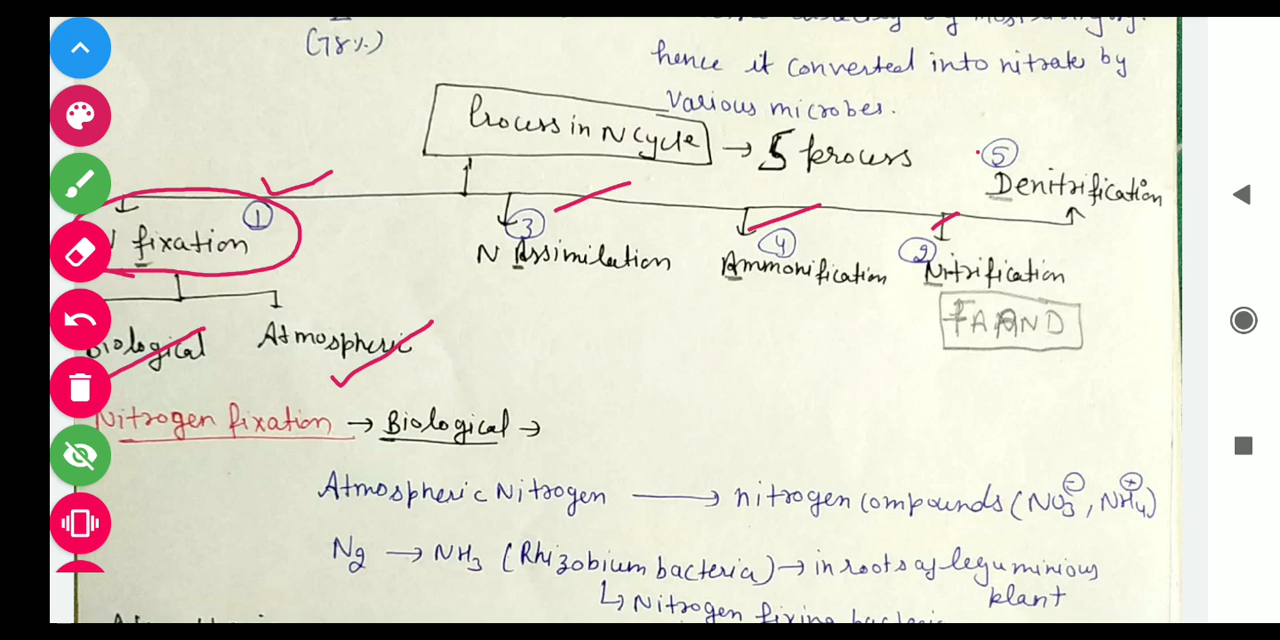 (78%)
hence it converted into nitrate by
various microbes.
Process in N Cycle → 5 process
① ③ ④ ② ⑤
fixation
N Assimilation
Ammonification
Nitrification
Denitrification
FAAND
Biological
Atmospheric
Nitrogen fixation → Biological →
Atmospheric Nitrogen → nitrogen compounds (NO3⊖, NH4⊕)
N2 → NH3 (Rhizobium bacteria) → in roots of leguminious
plant
↳ Nitrogen fixing bacteria